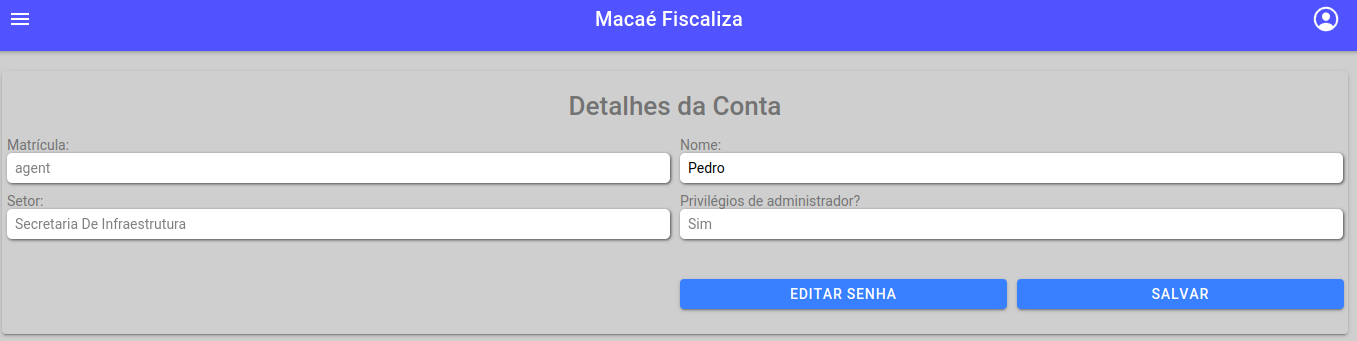 Macaé Fiscaliza
Detalhes da Conta
Matrícula:
agent
Nome:
Pedro
Setor:
Secretaria De Infraestrutura
Privilégios de administrador?
Sim
EDITAR SENHA
SALVAR